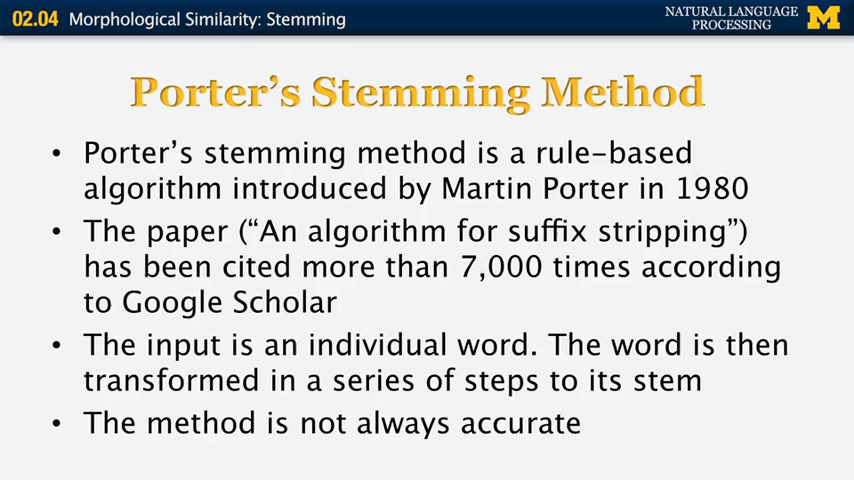 02.04 Morphological Similarity: Stemming
NATURAL LANGUAGE
PROCESSING
M
Porter's Stemming Method
• Porter's stemming method is a rule-based
algorithm introduced by Martin Porter in 1980
• The paper (“An algorithm for suffix stripping”)
has been cited more than 7,000 times according
to Google Scholar
• The input is an individual word. The word is then
transformed in a series of steps to its stem
• The method is not always accurate